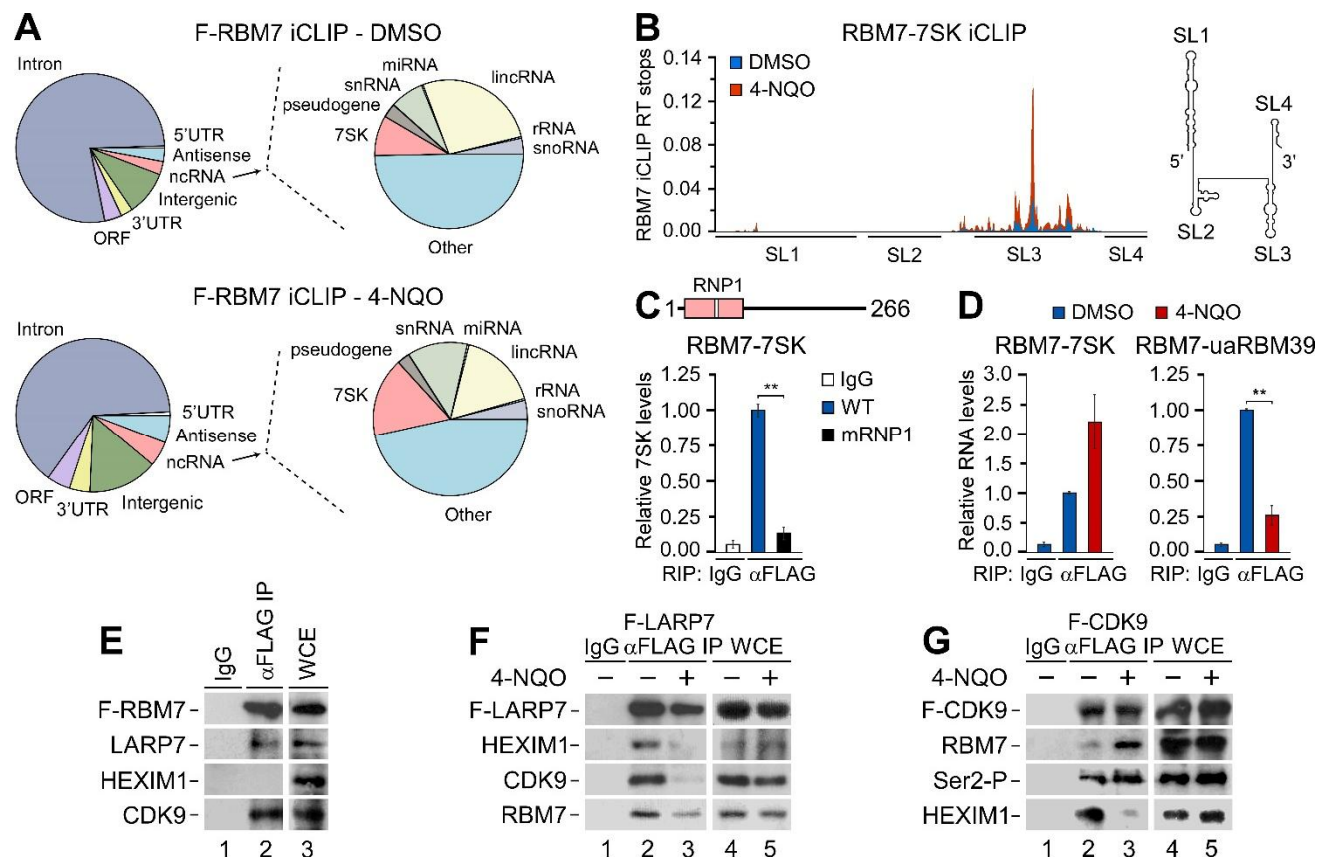 A
F-RBM7 iCLIP - DMSO
Intron
5'UTR
Antisense
ncRNA
Intergenic
3'UTR
ORF
miRNA
snRNA
pseudogene
7SK
lincRNA
rRNA
snoRNA
Other
F-RBM7 iCLIP - 4-NQO
Intron
5'UTR
Antisense
ncRNA
Intergenic
3'UTR
ORF
snRNA
miRNA
pseudogene
lincRNA
7SK
rRNA
snoRNA
Other
B
RBM7-7SK iCLIP
DMSO
4-NQO
RBM7 iCLIP RT stops
0.14
0.12
0.08
0.04
0.00
SL1
SL2
SL3
SL4
SL1
SL4
5'
3'
SL2
SL3
C
RNP1
1
266
RBM7-7SK
Relative 7SK levels
1.25
1.00
0.75
0.50
0.25
0.00
**
IgG
WT
mRNP1
RIP: IgG αFLAG
D
DMSO
4-NQO
RBM7-7SK
Relative RNA levels
3.0
2.5
2.0
1.5
1.0
0.5
0.0
RIP: IgG αFLAG
RBM7-uaRBM39
1.25
1.00
0.75
0.50
0.25
0.00
**
IgG αFLAG
E
IgG
αFLAG IP
WCE
F-RBM7
LARP7
HEXIM1
CDK9
1 2 3
F
F-LARP7
IgG αFLAG IP WCE
4-NQO − − + − +
F-LARP7
HEXIM1
CDK9
RBM7
1 2 3 4 5
G
F-CDK9
IgG αFLAG IP WCE
4-NQO − − + − +
F-CDK9
RBM7
Ser2-P
HEXIM1
1 2 3 4 5